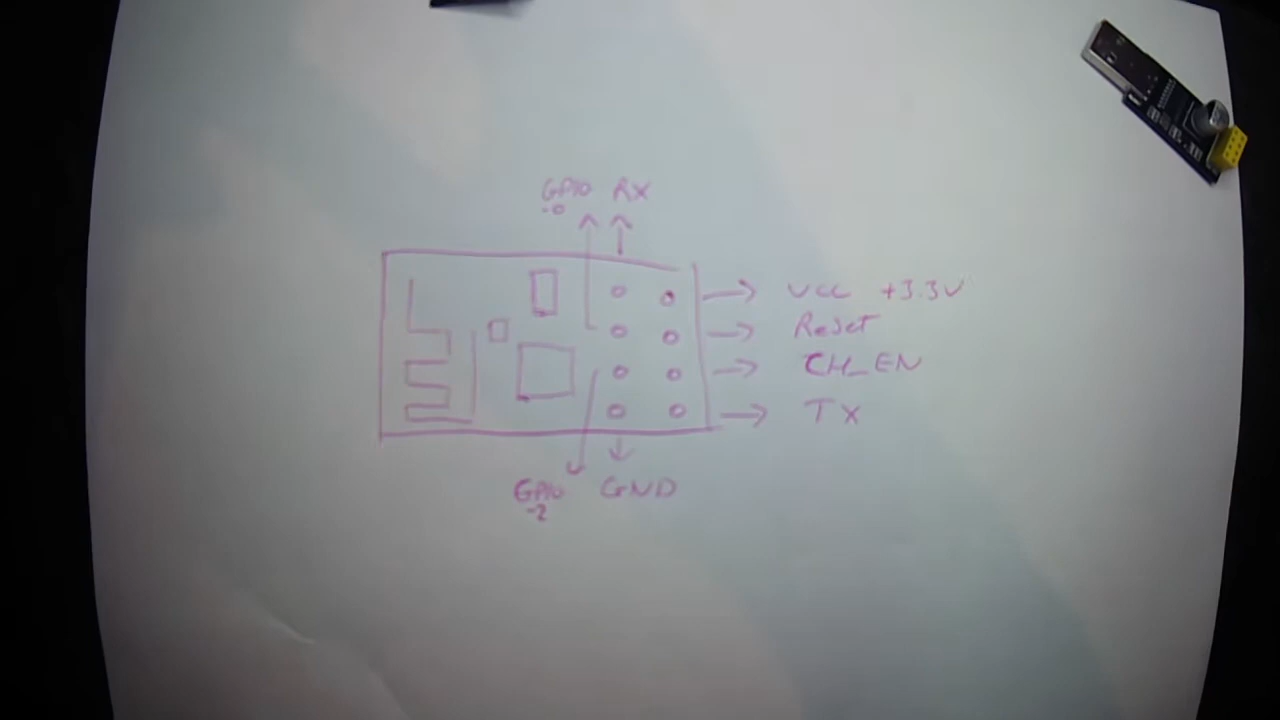 GPIO RX
-0
VCC +3.3V
Reset
CH_EN
TX
GPIO GND
-2